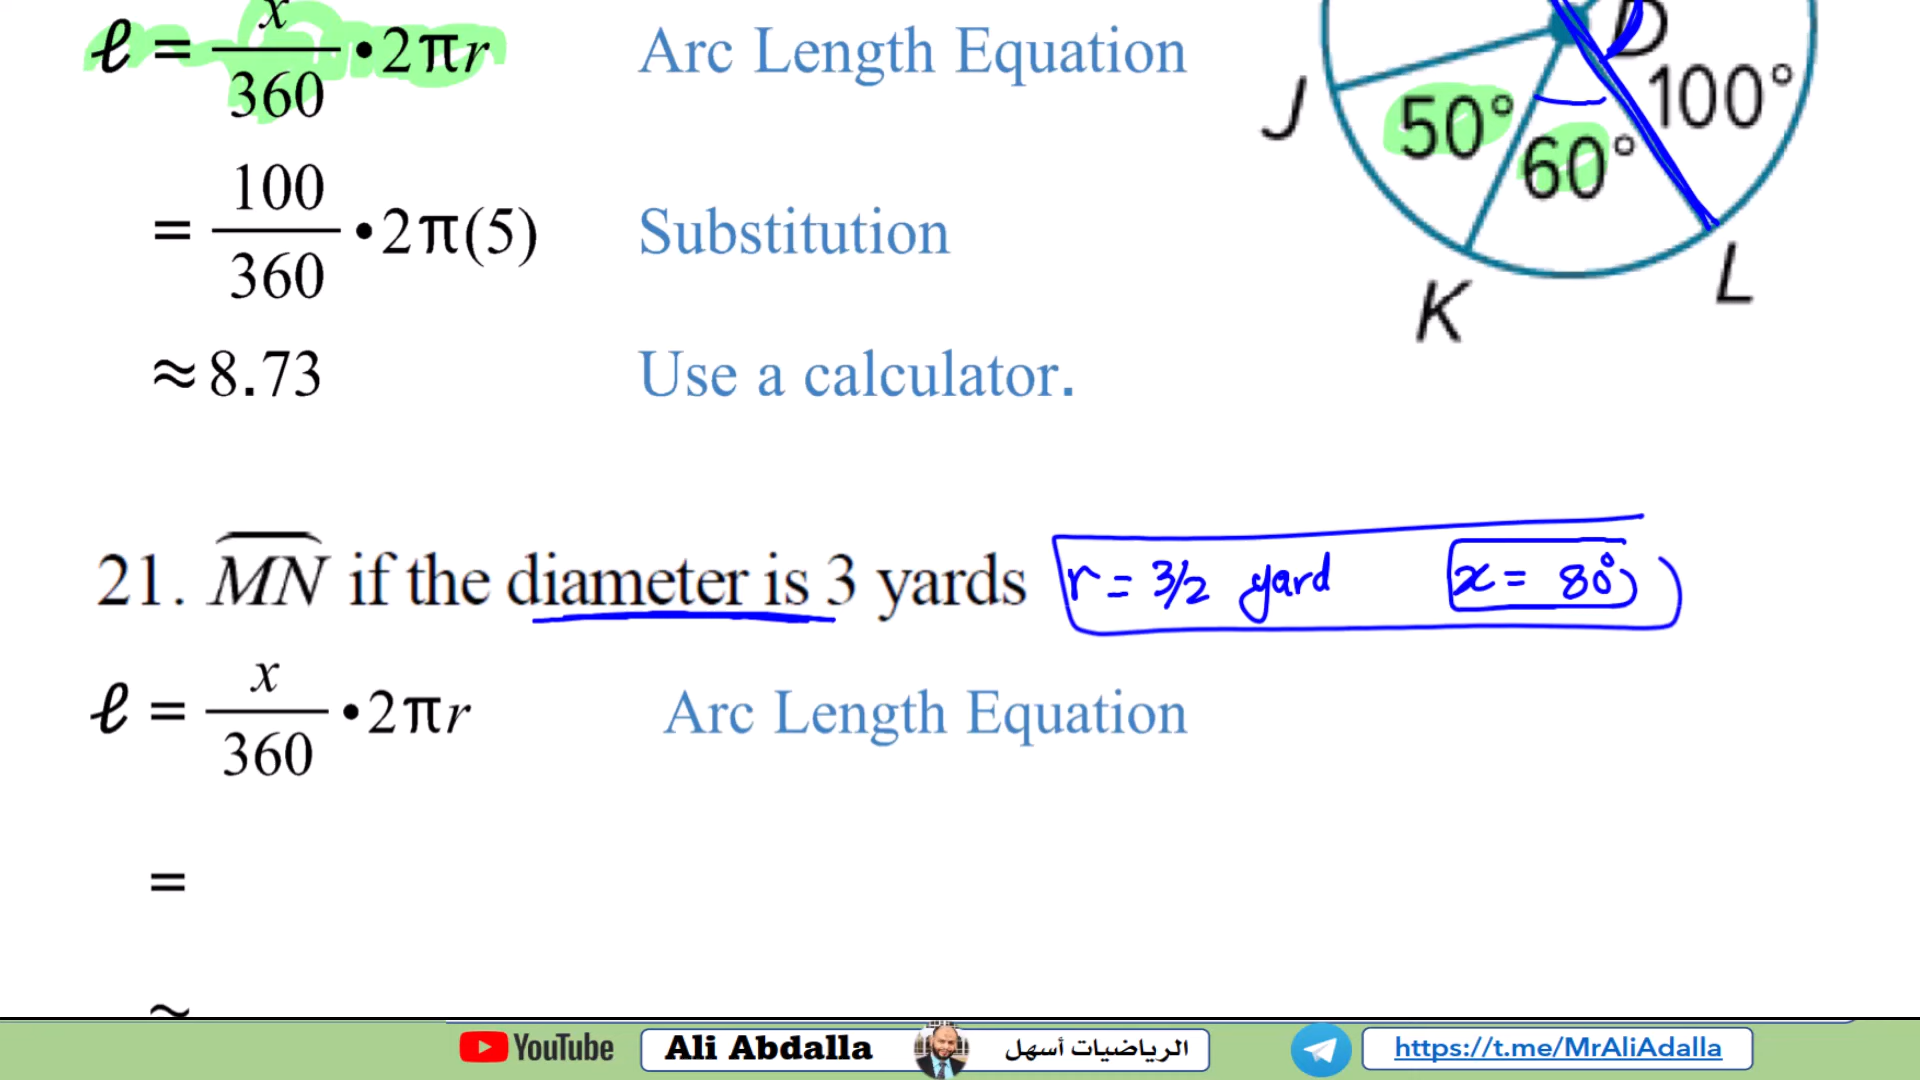 ℓ = x/360 •2πr Arc Length Equation
D
J 50° 60° 100°
= 100/360 •2π(5) Substitution
K L
≈8.73 Use a calculator.
21. MN if the diameter is 3 yards r = 3/2 yard x = 80°
ℓ = x/360 •2πr Arc Length Equation
=
≈
YouTube Ali Abdalla الرياضيات أسهل https://t.me/MrAliAdalla